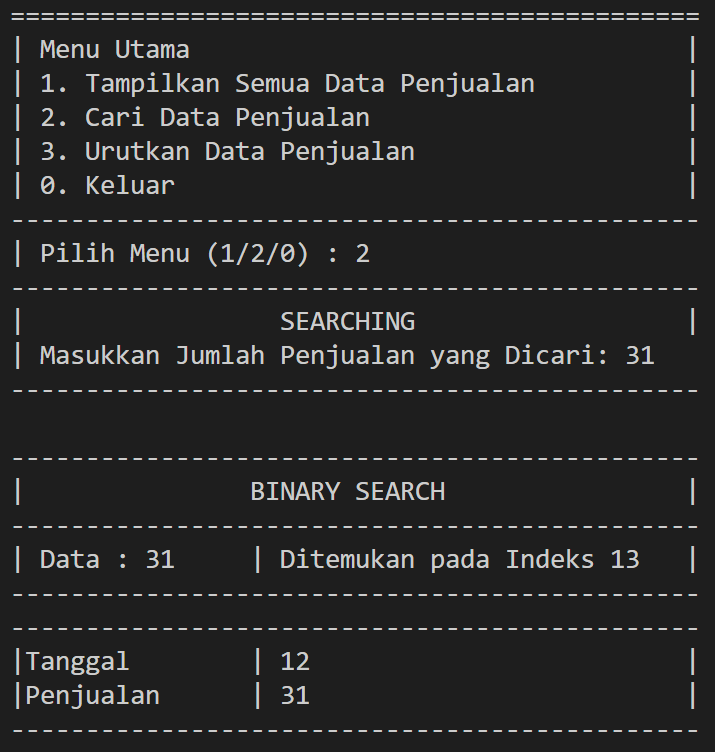 ==============================================
| Menu Utama                                 |
| 1. Tampilkan Semua Data Penjualan          |
| 2. Cari Data Penjualan                     |
| 3. Urutkan Data Penjualan                  |
| 0. Keluar                                  |
----------------------------------------------
| Pilih Menu (1/2/0) : 2
----------------------------------------------
|                 SEARCHING                  |
| Masukkan Jumlah Penjualan yang Dicari: 31
----------------------------------------------

----------------------------------------------
|               BINARY SEARCH                |
----------------------------------------------
| Data : 31     | Ditemukan pada Indeks 13   |
----------------------------------------------
----------------------------------------------
|Tanggal        | 12                         |
|Penjualan      | 31                         |
----------------------------------------------